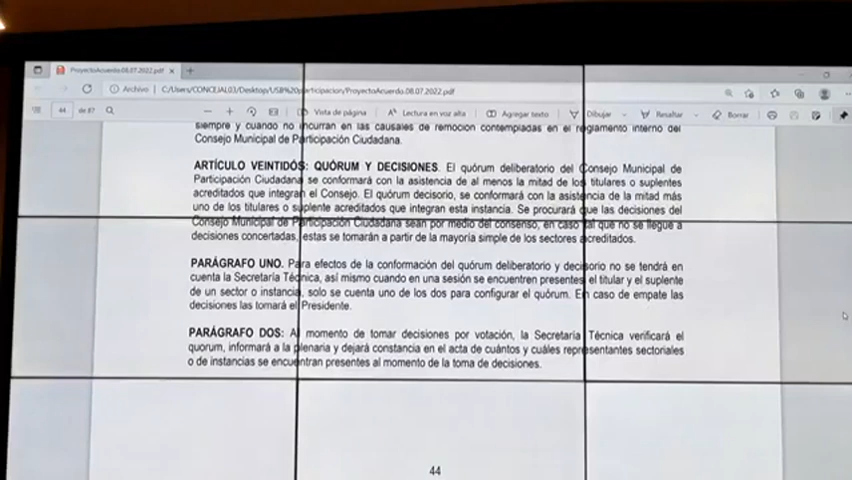 ProyectoAcuerdo.08.07.2022.pdf
Archivo C:/Users/CONCEJAL03/Desktop/USB%20participacion/ProyectoAcuerdo.08.07.2022.pdf
44 de 87 Vista de página Lectura en voz alta Agregar texto Dibujar Resaltar Borrar
siempre y cuando no incurran en las causales de remoción contempladas en el reglamento interno del
Consejo Municipal de Participación Ciudadana.
ARTÍCULO VEINTIDÓS: QUÓRUM Y DECISIONES. El quórum deliberatorio del Consejo Municipal de
Participación Ciudadana se conformará con la asistencia de al menos la mitad de los titulares o suplentes
acreditados que integran el Consejo. El quórum decisorio, se conformará con la asistencia de la mitad más
uno de los titulares o suplente acreditados que integran esta instancia. Se procurará que las decisiones del
Consejo Municipal de Participación Ciudadana sean por medio del consenso, en caso tal que no se llegue a
decisiones concertadas, estas se tomarán a partir de la mayoría simple de los sectores acreditados.
PARÁGRAFO UNO. Para efectos de la conformación del quórum deliberatorio y decisorio no se tendrá en
cuenta la Secretaría Técnica, así mismo cuando en una sesión se encuentren presentes el titular y el suplente
de un sector o instancia, solo se cuenta uno de los dos para configurar el quórum. En caso de empate las
decisiones las tomará el Presidente.
PARÁGRAFO DOS: Al momento de tomar decisiones por votación, la Secretaría Técnica verificará el
quorum, informará a la plenaria y dejará constancia en el acta de cuántos y cuáles representantes sectoriales
o de instancias se encuentran presentes al momento de la toma de decisiones.
44